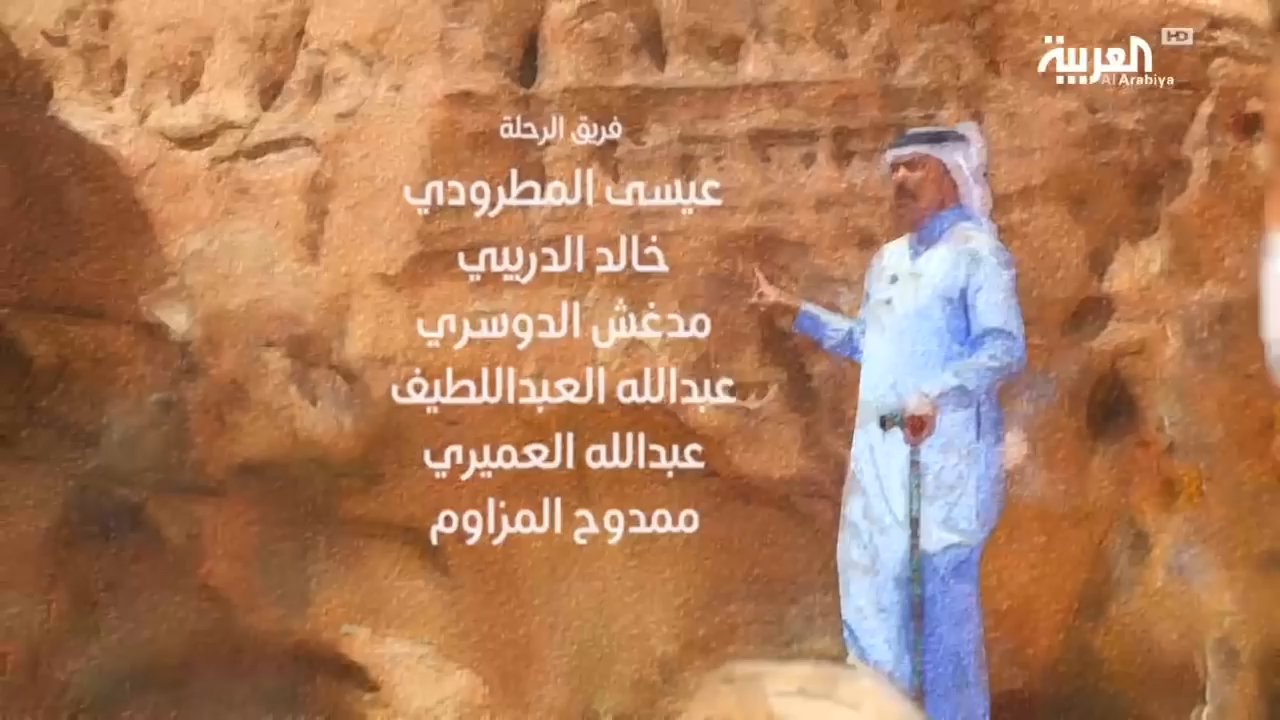 العربية HD
Al Arabiya
فريق الرحلة
عيسى المطرودي
خالد الدريبي
مدغش الدوسري
عبدالله العبداللطيف
عبدالله العميري
ممدوح المزاوم